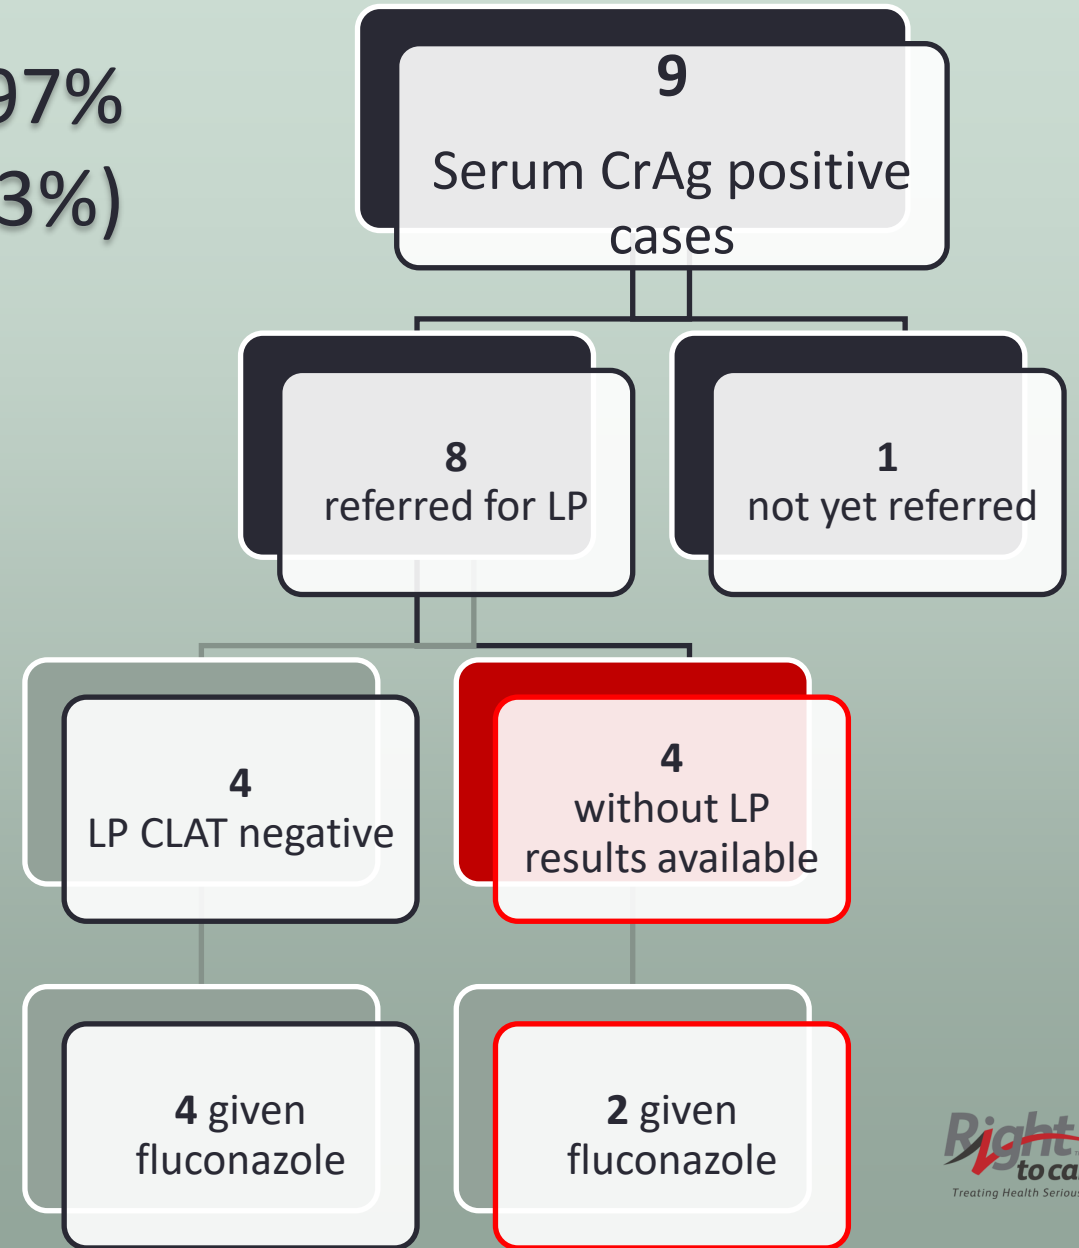 97%
3%)
9
Serum CrAg positive
cases
8
referred for LP
1
not yet referred
4
LP CLAT negative
4
without LP
results available
4 given
fluconazole
2 given
fluconazole
Right
to ca
Treating Health Serious